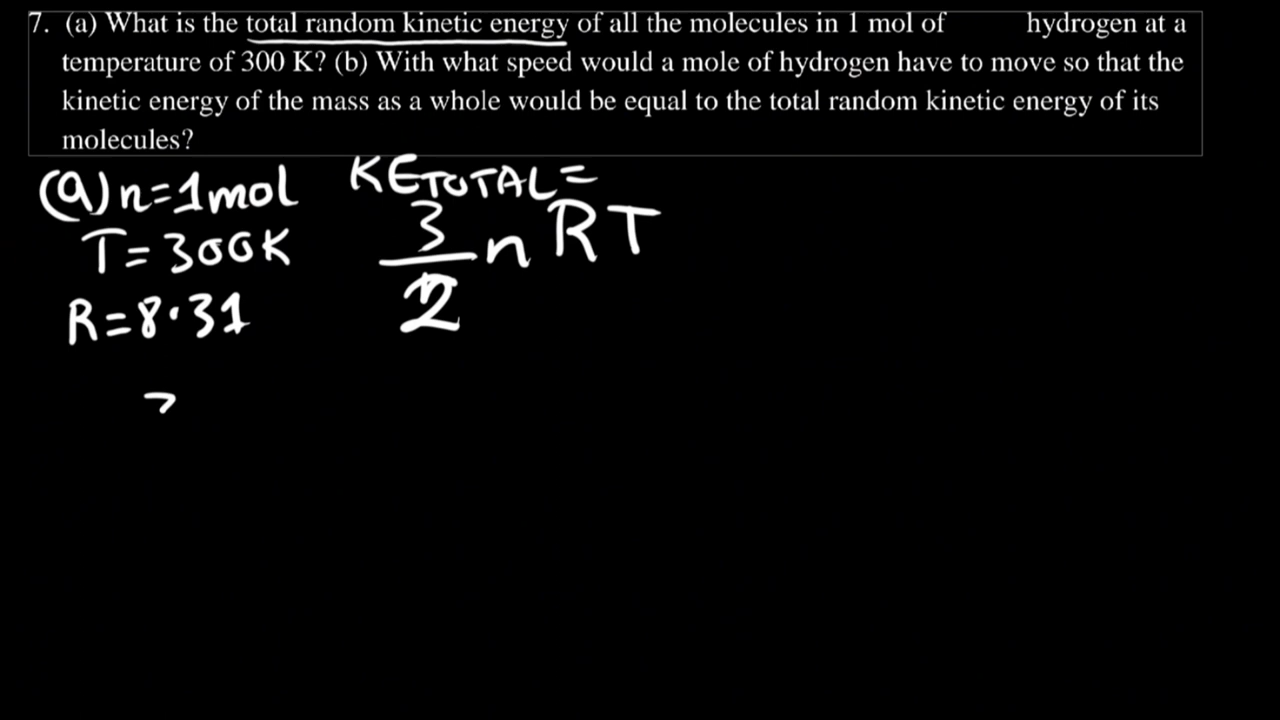 7. (a) What is the total random kinetic energy of all the molecules in 1 mol of hydrogen at a
temperature of 300 K? (b) With what speed would a mole of hydrogen have to move so that the
kinetic energy of the mass as a whole would be equal to the total random kinetic energy of its
molecules?
(a) n=1mol
T=300K
R=8.31
KETOTAL=
3
2
nRT